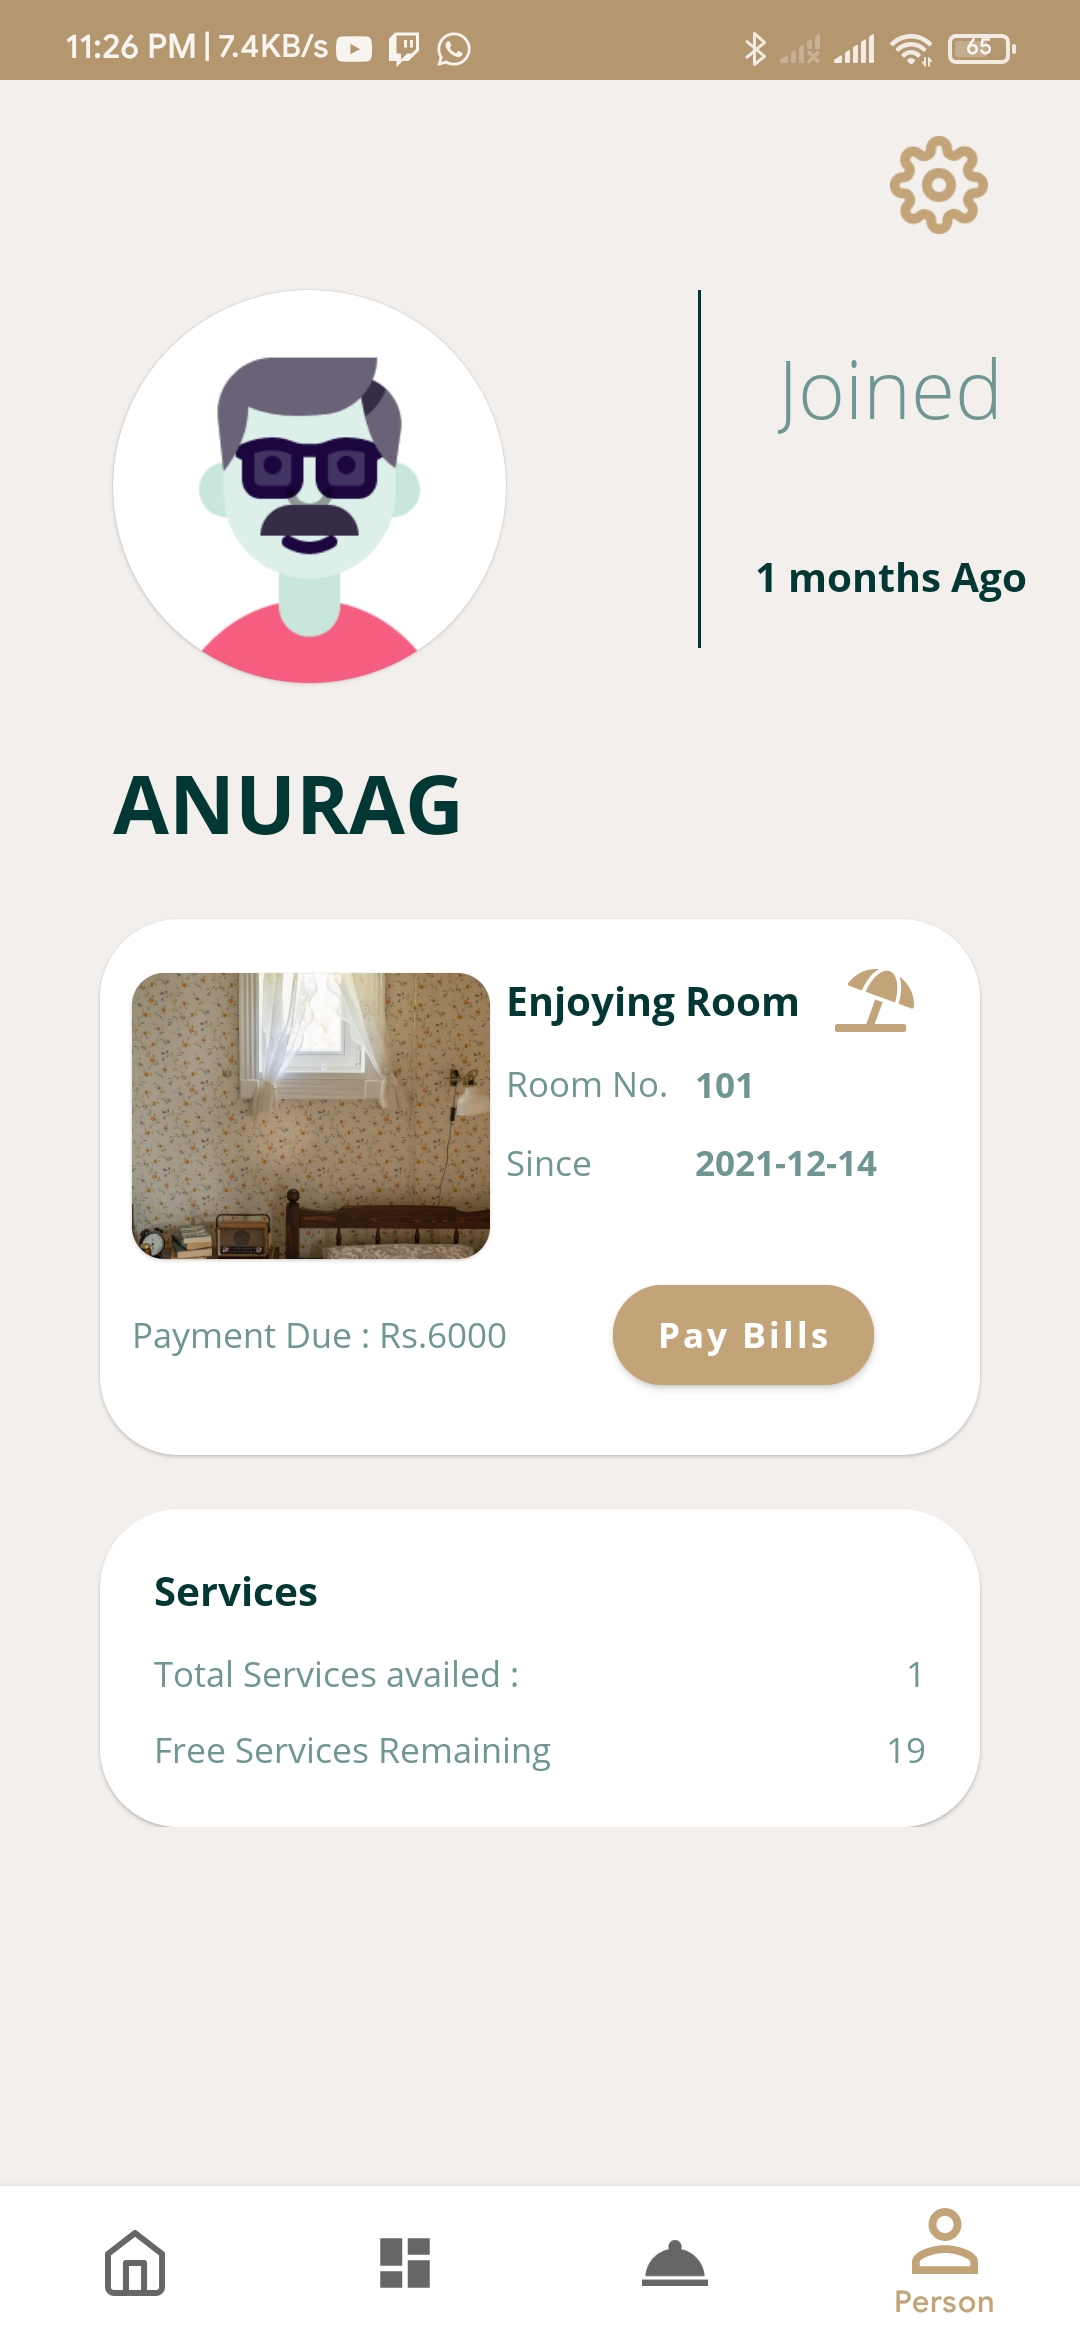 11:26 PM | 7.4KB/s
65
Joined
1 months Ago
ANURAG
Enjoying Room
Room No. 101
Since 2021-12-14
Payment Due : Rs.6000
Pay Bills
Services
Total Services availed : 1
Free Services Remaining 19
Person